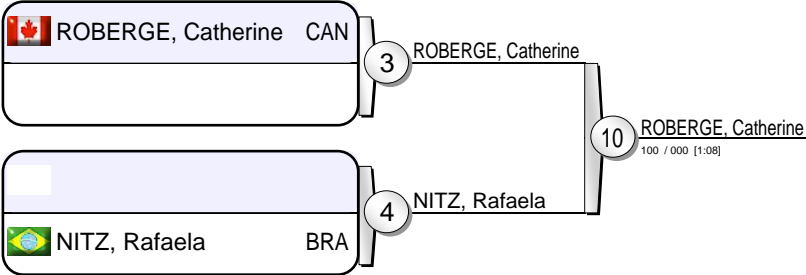 ROBERGE, Catherine CAN
3 ROBERGE, Catherine
10 ROBERGE, Catherine
100 / 000 [1:08]
4 NITZ, Rafaela
NITZ, Rafaela BRA